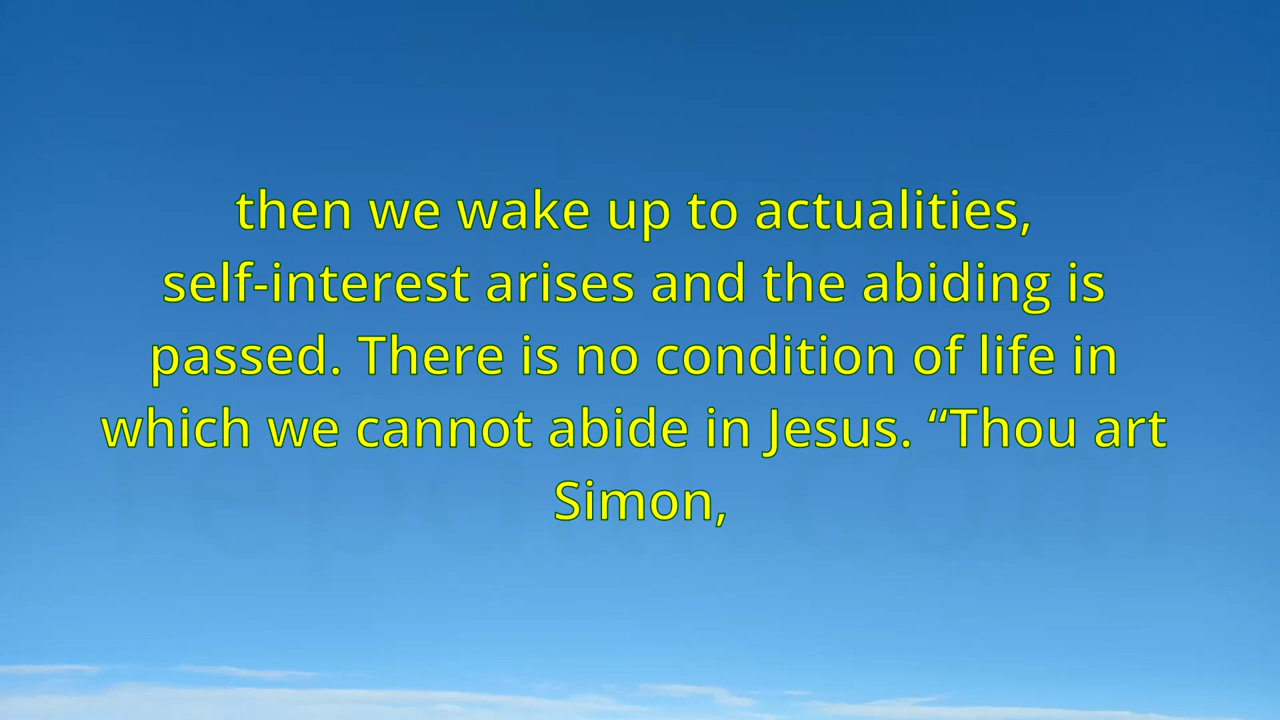 then we wake up to actualities,
self-interest arises and the abiding is
passed. There is no condition of life in
which we cannot abide in Jesus. “Thou art
Simon,